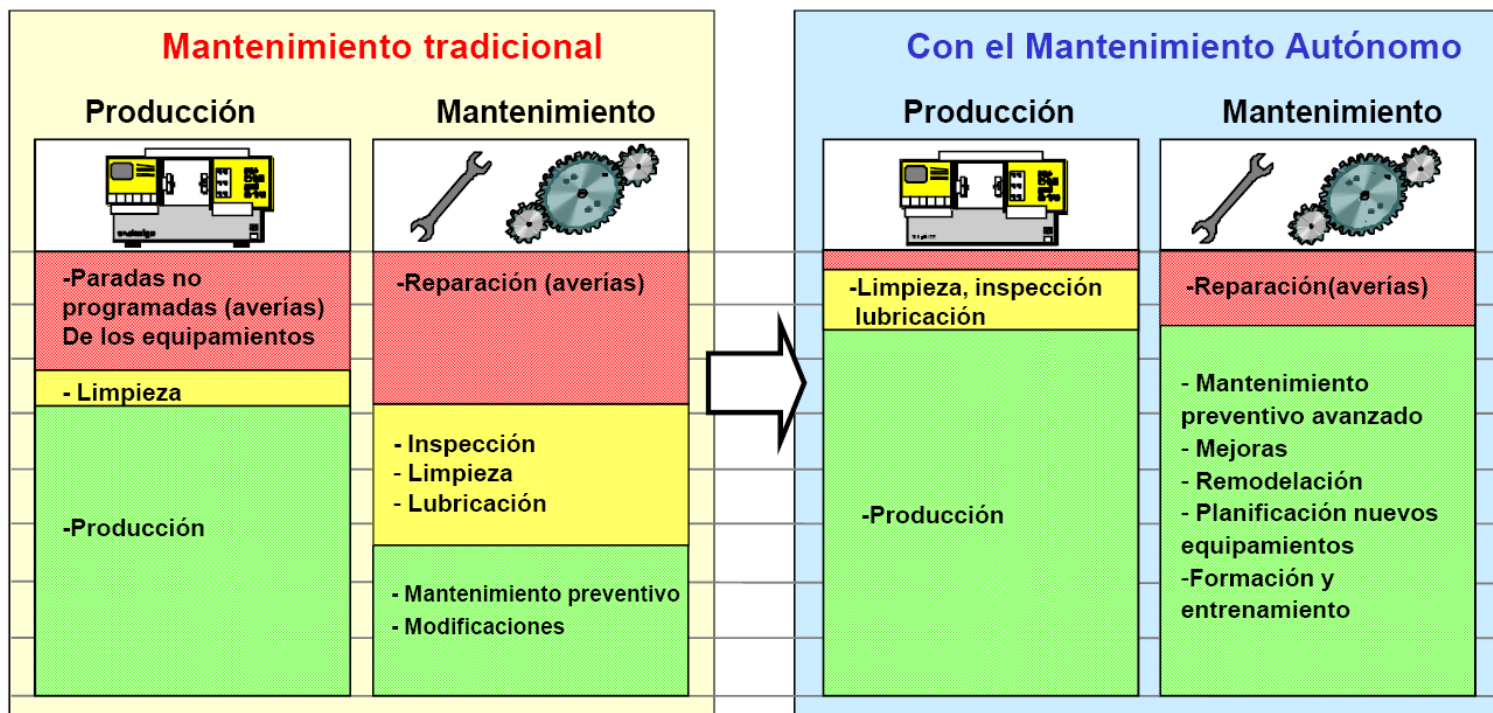 Mantenimiento tradicional
Producción
Mantenimiento
-Paradas no
programadas (averías)
De los equipamientos
- Limpieza
-Producción
-Reparación (averías)
- Inspección
- Limpieza
- Lubricación
- Mantenimiento preventivo
- Modificaciones
Con el Mantenimiento Autónomo
Producción
Mantenimiento
-Limpieza, inspección
lubricación
-Producción
-Reparación(averías)
- Mantenimiento
preventivo avanzado
- Mejoras
- Remodelación
- Planificación nuevos
equipamientos
-Formación y
entrenamiento